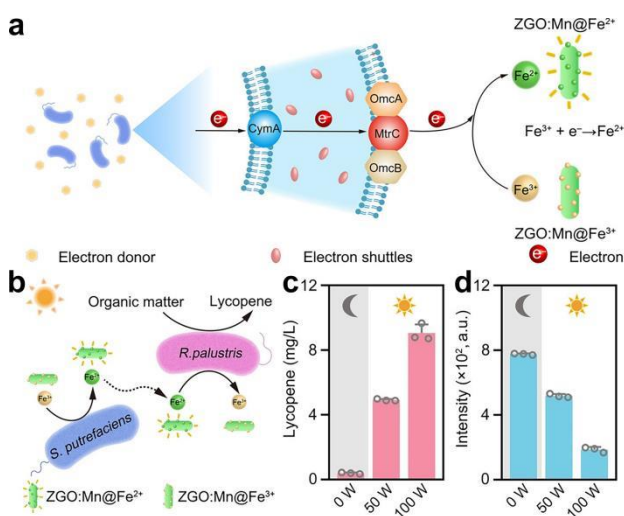 a
ZGO:Mn@Fe²⁺
Fe²⁺
e⁻
CymA
e⁻
OmcA
MtrC
OmcB
e⁻
Fe³⁺ + e⁻→Fe²⁺
Fe³⁺
ZGO:Mn@Fe³⁺
Electron donor
Electron shuttles
e⁻
Electron
b
Organic matter
Lycopene
R.palustris
Fe³⁺
S. putrefaciens
ZGO:Mn@Fe²⁺
ZGO:Mn@Fe³⁺
c
Lycopene (mg/L)
12
8
4
0
0 W
50 W
100 W
d
Intensity (×10², a.u.)
12
8
4
0
0 W
50 W
100 W